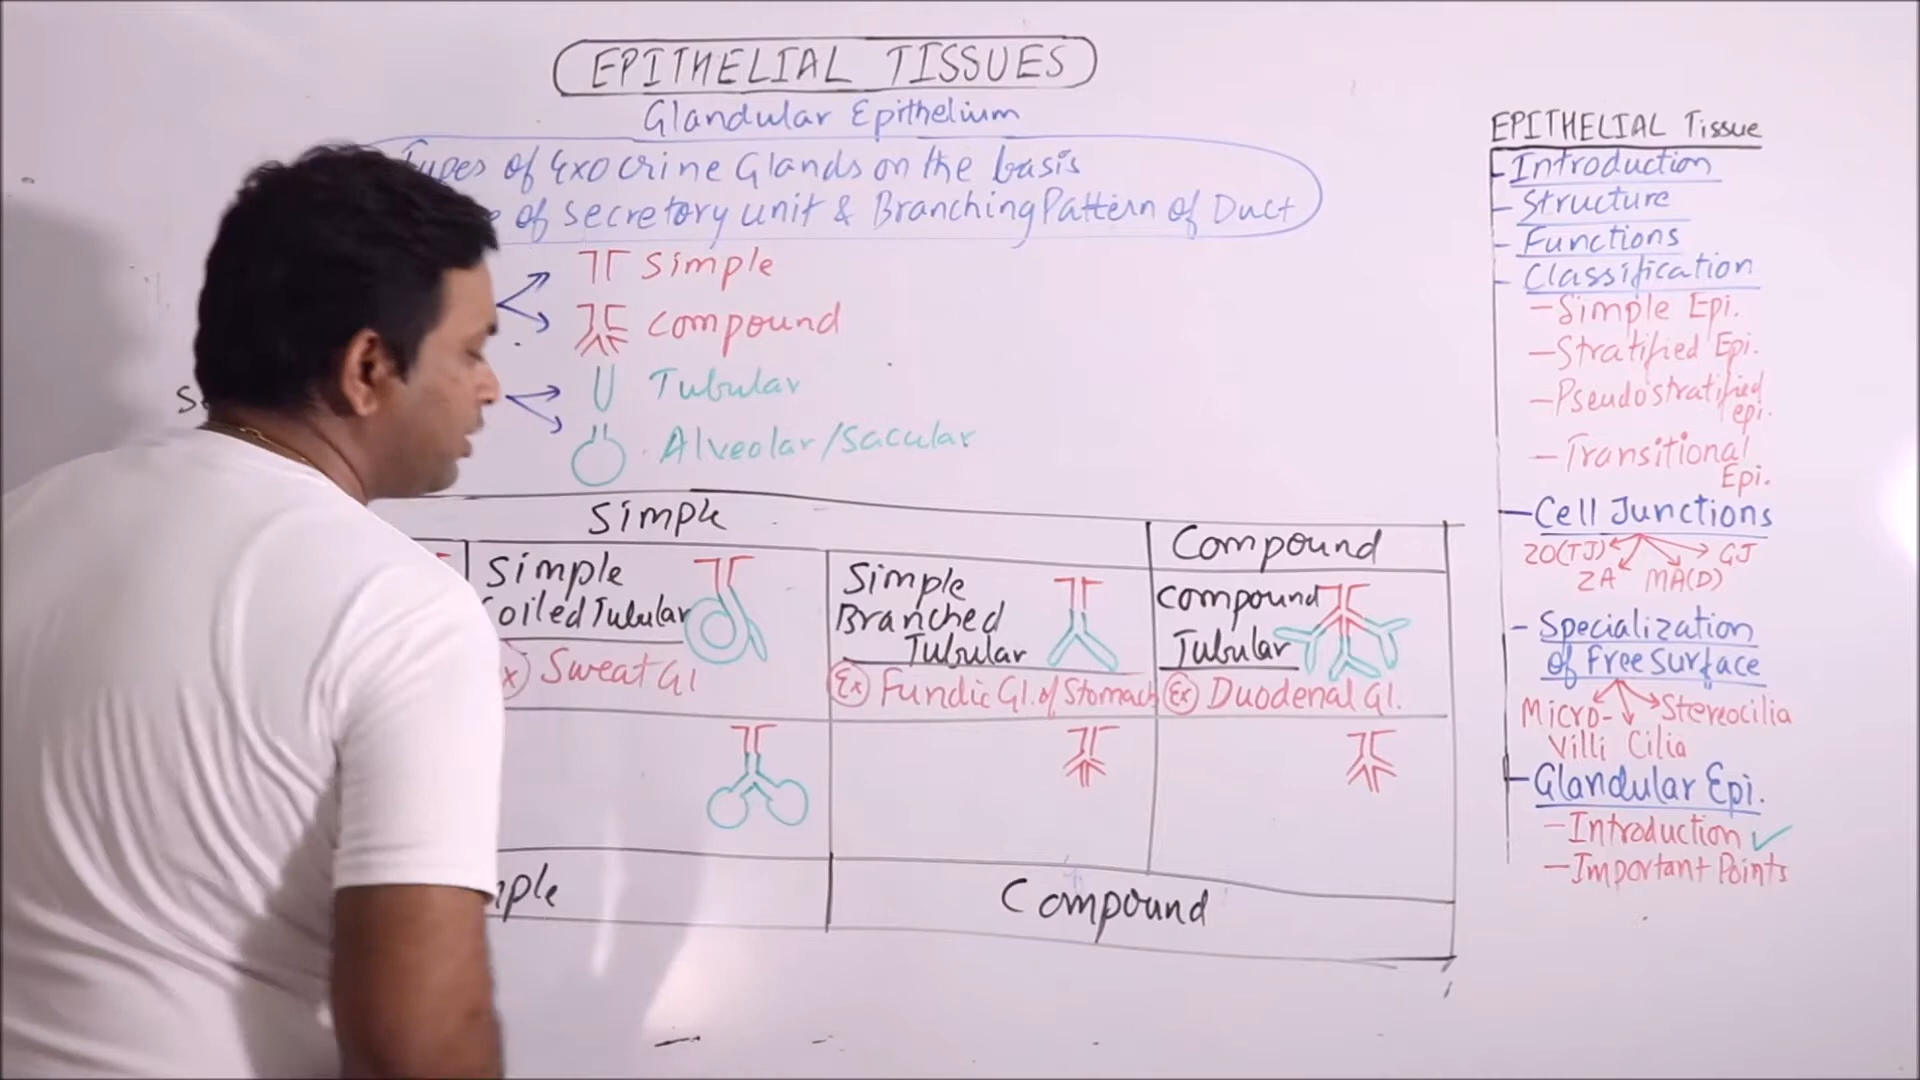 EPITHELIAL TISSUES
Glandular Epithelium
Types of Exocrine Glands on the basis
of secretory unit & Branching Pattern of Duct
Simple
Compound
Tubular
Alveolar/Sacular
Simple
Compound
Simple
Coiled Tubular
Ex Sweat Gl
Simple
Branched
Tubular
Ex Fundic Gl. of Stomach
Compound
Tubular
Ex Duodenal Gl.
Compound
EPITHELIAL Tissue
- Introduction
- Structure
- Functions
- Classification
- Simple Epi.
- Stratified Epi.
- Pseudostratified
epi.
- Transitional
Epi.
- Cell Junctions
ZO(TJ) GJ
ZA MA(D)
- Specialization
of Free Surface
Micro- Stereocilia
Villi Cilia
- Glandular Epi.
- Introduction ✓
- Important Points